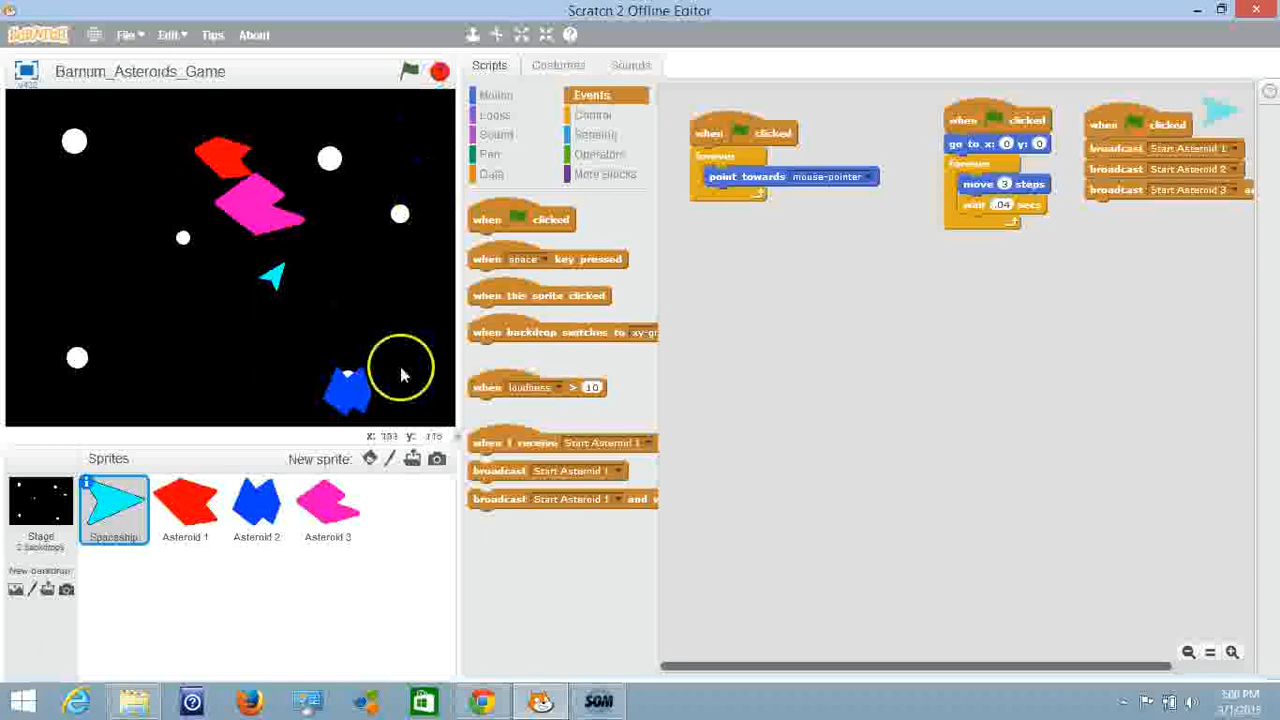 Scratch 2 Offline Editor
SCRATCH
File
Edit
Tips
About
Barnum_Asteroids_Game
Scripts
Costumes
Sounds
Motion
Looks
Sound
Pen
Data
Events
Control
Sensing
Operators
More Blocks
when clicked
when space key pressed
when this sprite clicked
when backdrop switches to
when loudness > 10
when I receive Start Asteroid 1
broadcast Start Asteroid 1
broadcast Start Asteroid 1 and w
when clicked
forever
point towards mouse-pointer
when clicked
go to x: 0 y: 0
forever
move 3 steps
wait .04 secs
when clicked
broadcast Start Asteroid 1
broadcast Start Asteroid 2
broadcast Start Asteroid 3
x: y:
Sprites
New sprite:
Stage
2 backdrops
New backdrop:
Spaceship
Asteroid 1
Asteroid 2
Asteroid 3
SOM
3:00 PM